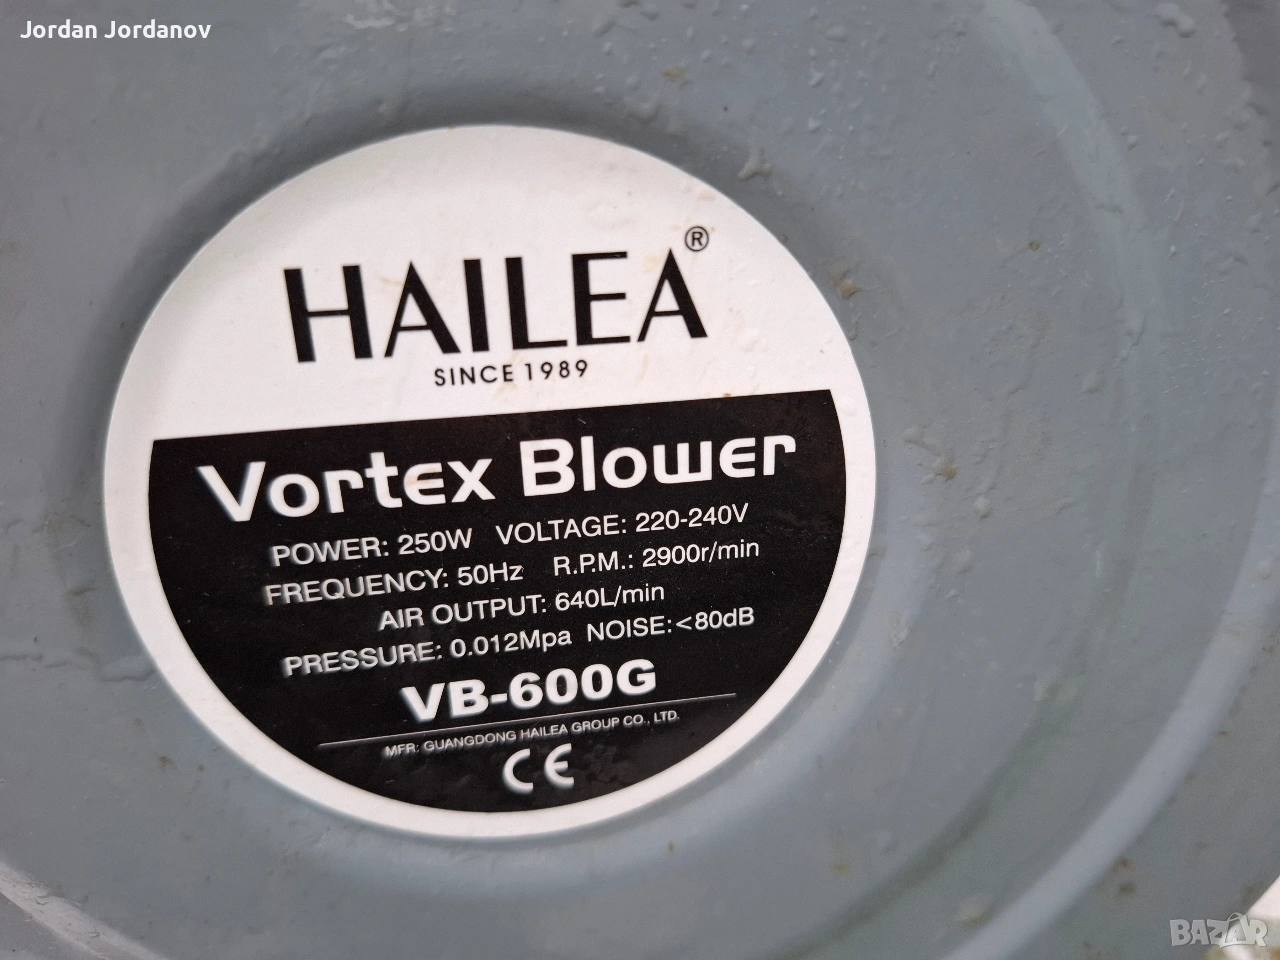 Jordan Jordanov
HAILEA®
SINCE 1989
Vortex Blower
POWER: 250W VOLTAGE: 220-240V
FREQUENCY: 50Hz R.P.M.: 2900r/min
AIR OUTPUT: 640L/min
PRESSURE: 0.012Mpa NOISE:<80dB
VB-600G
MFR: GUANGDONG HAILEA GROUP CO., LTD.
CE
BAZAR